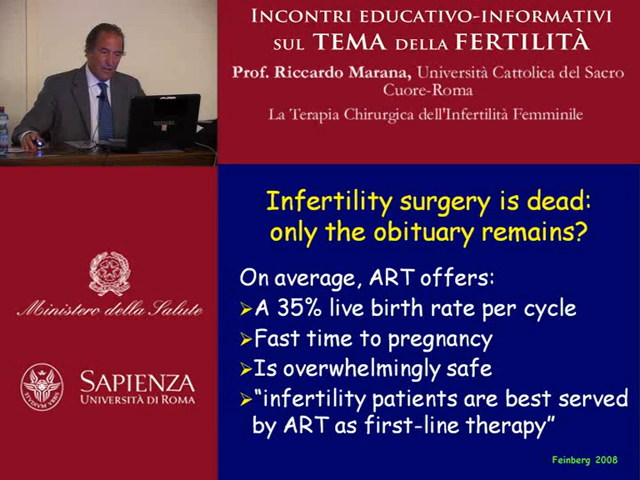 INCONTRI EDUCATIVO-INFORMATIVI
SUL TEMA DELLA FERTILITÀ
Prof. Riccardo Marana, Università Cattolica del Sacro
Cuore-Roma
La Terapia Chirurgica dell'Infertilità Femminile
Infertility surgery is dead:
only the obituary remains?
On average, ART offers:
A 35% live birth rate per cycle
Fast time to pregnancy
Is overwhelmingly safe
“infertility patients are best served
by ART as first-line therapy”
Feinberg 2008
Ministero della Salute
SAPIENZA
UNIVERSITÀ DI ROMA